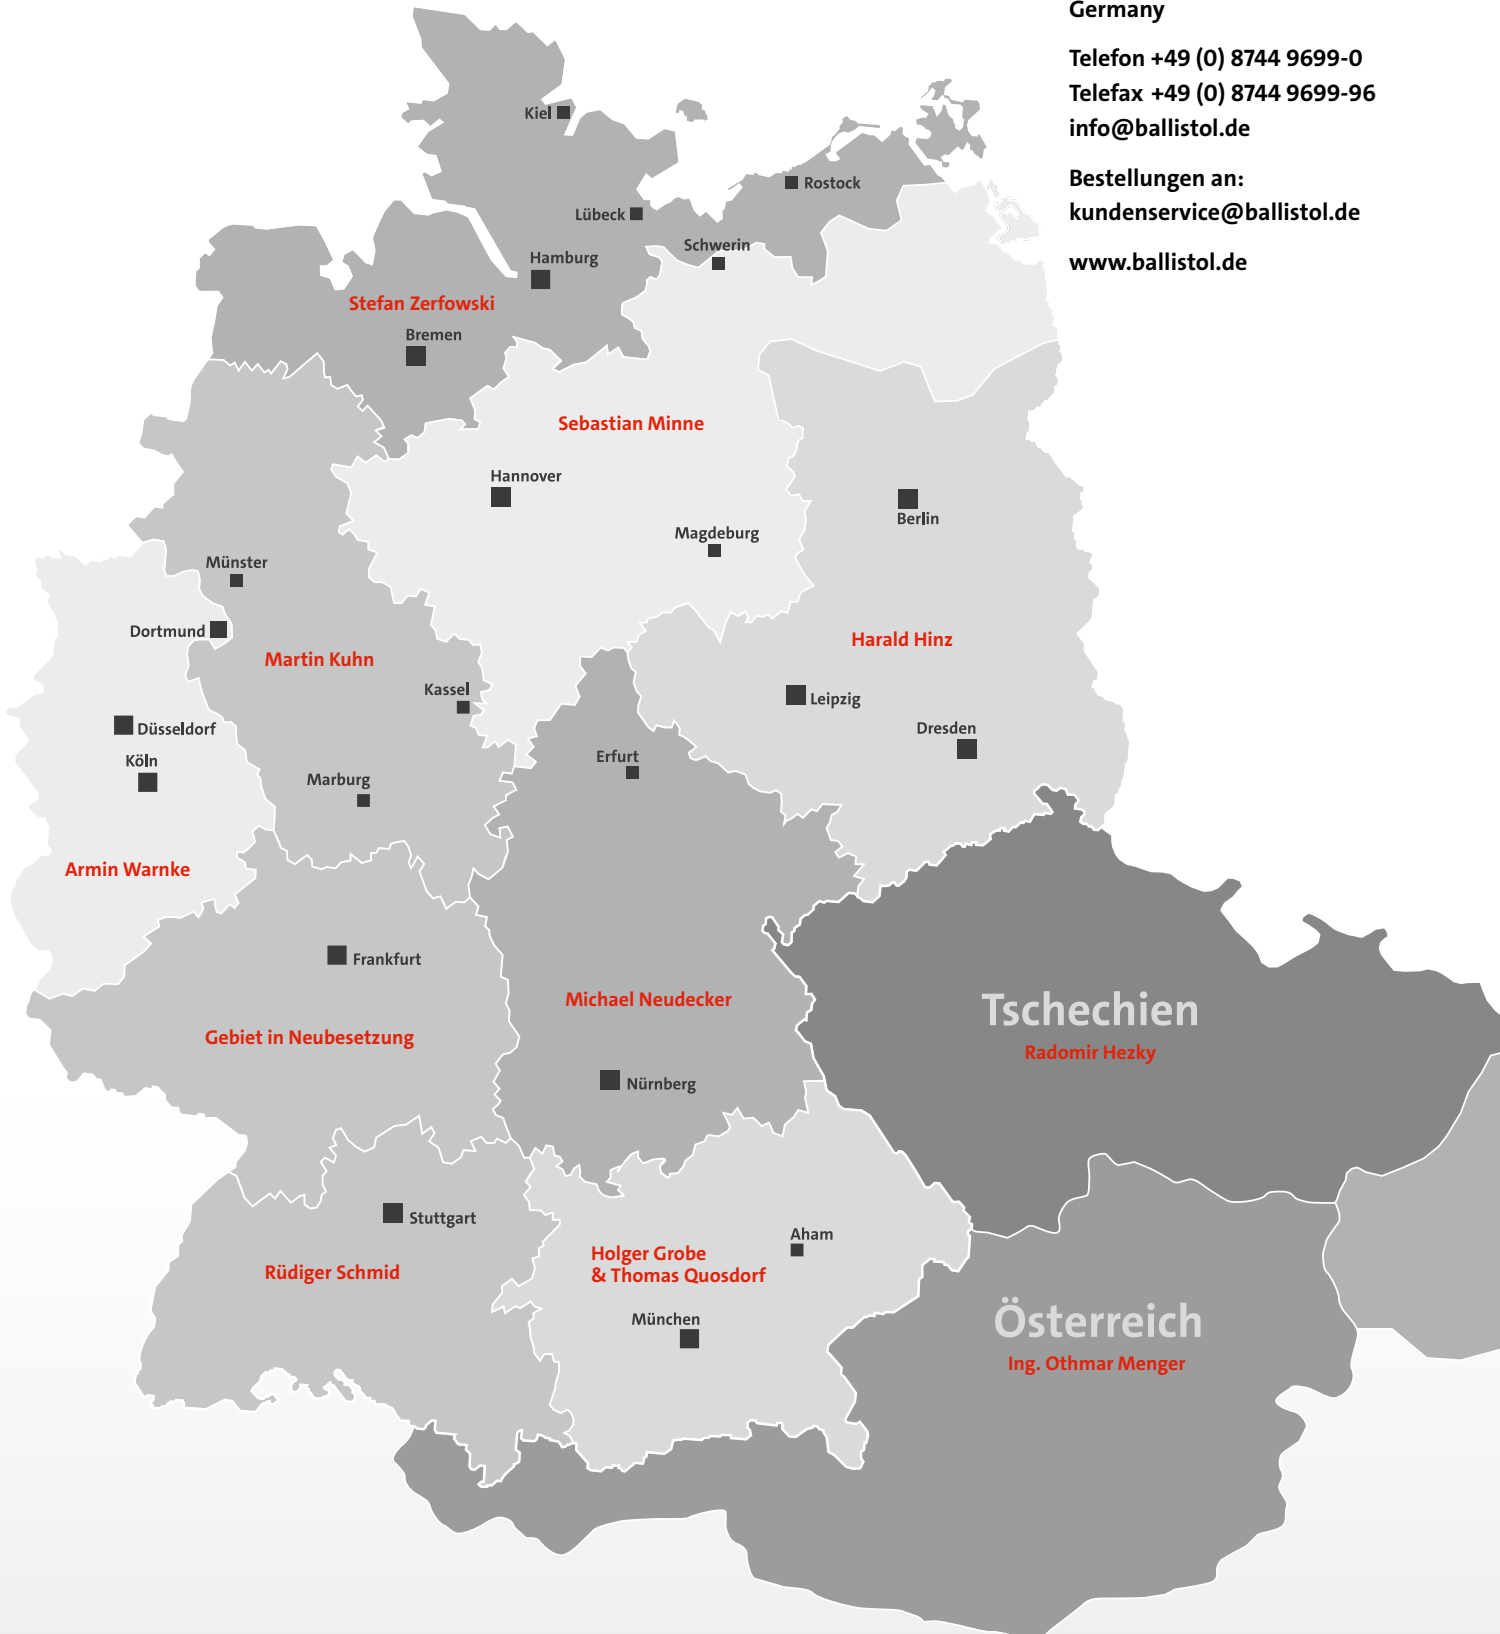 Germany
Telefon +49 (0) 8744 9699-0
Telefax +49 (0) 8744 9699-96
info@ballistol.de
Bestellungen an:
kundenservice@ballistol.de
www.ballistol.de
Kiel
Rostock
Lübeck
Schwerin
Hamburg
Stefan Zerfowski
Bremen
Sebastian Minne
Hannover
Berlin
Magdeburg
Münster
Dortmund
Harald Hinz
Martin Kuhn
Kassel
Leipzig
Düsseldorf
Dresden
Köln
Erfurt
Marburg
Armin Warnke
Frankfurt
Michael Neudecker
Tschechien
Radomir Hezky
Gebiet in Neubesetzung
Nürnberg
Stuttgart
Aham
Holger Grobe
& Thomas Quosdorf
Rüdiger Schmid
München
Österreich
Ing. Othmar Menger